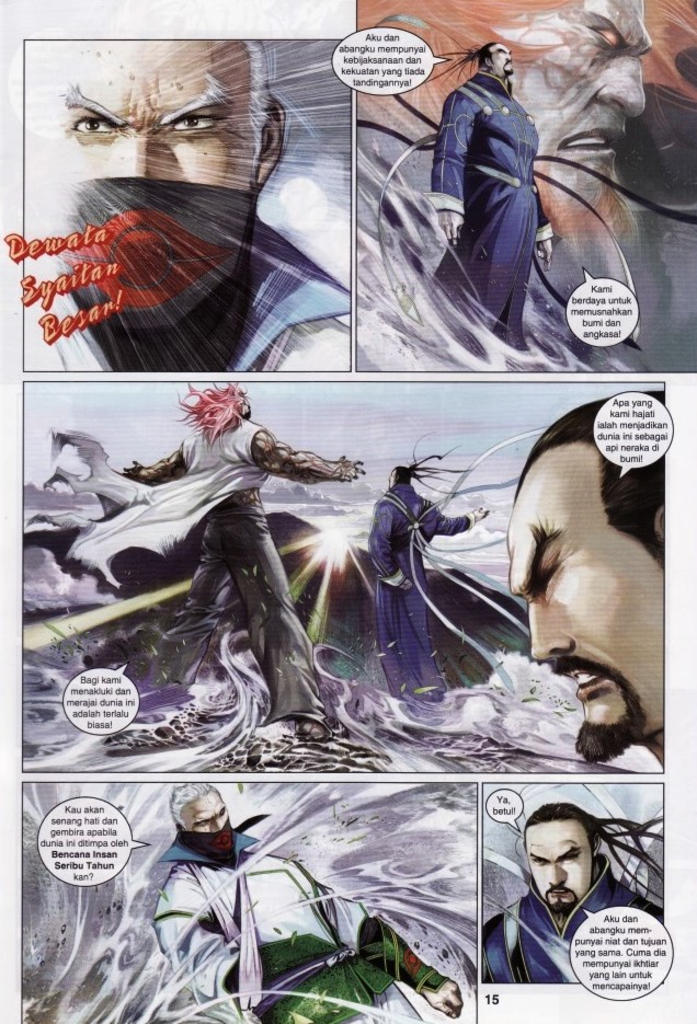 Dewata
Syaitan
Besar!
Aku dan
abangku mempunyai
kebijaksanaan dan
kekuatan yang tiada
tandingannya!
Kami
berdaya untuk
memusnahkan
bumi dan
angkasa!
Apa yang
kami hajati
ialah menjadikan
dunia ini sebagai
api neraka di
bumi!
Bagi kami
menakluki dan
merajai dunia ini
adalah terlalu
biasa!
Kau akan
senang hati dan
gembira apabila
dunia ini ditimpa oleh
Bencana Insan
Seribu Tahun
kan?
Ya,
betul!
Aku dan
abangku mem-
punyai niat dan tujuan
yang sama. Cuma dia
mempunyai ikhtiar
yang lain untuk
mencapainya!
15